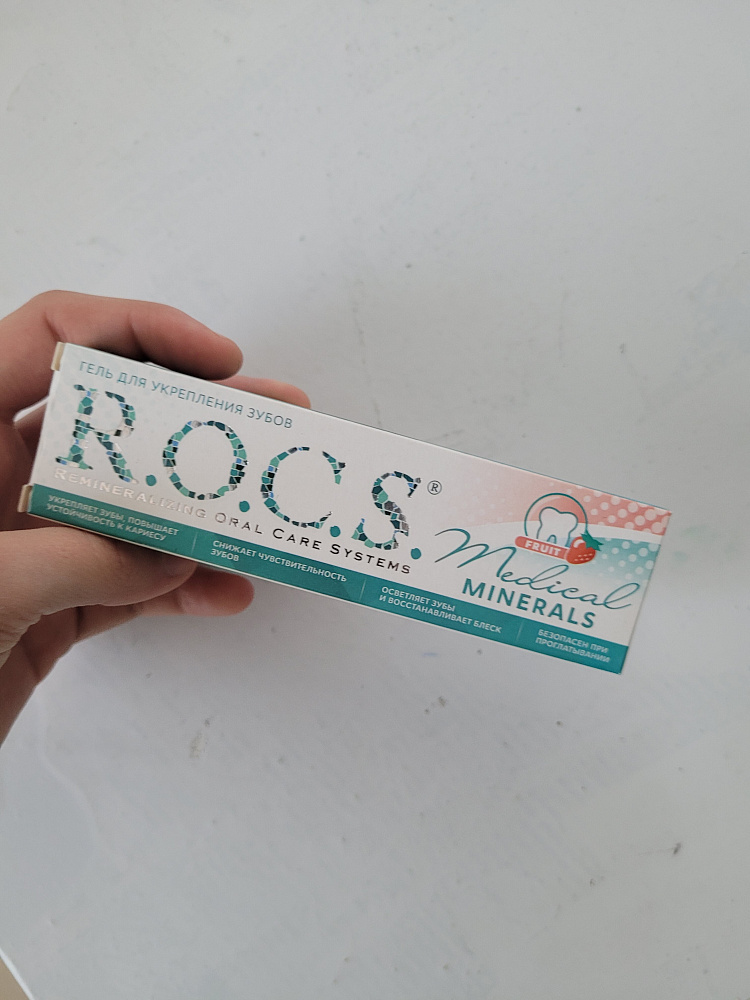 ГЕЛЬ ДЛЯ УКРЕПЛЕНИЯ ЗУБОВ
R.O.C.S.®
REMINERALIZING ORAL CARE SYSTEMS
FRUIT
Medical
MINERALS
УКРЕПЛЯЕТ ЗУБЫ, ПОВЫШАЕТ
УСТОЙЧИВОСТЬ К КАРИЕСУ
СНИЖАЕТ ЧУВСТВИТЕЛЬНОСТЬ
ЗУБОВ
ОСВЕТЛЯЕТ ЗУБЫ
И ВОССТАНАВЛИВАЕТ БЛЕСК
БЕЗОПАСЕН ПРИ
ПРОГЛАТЫВАНИИ